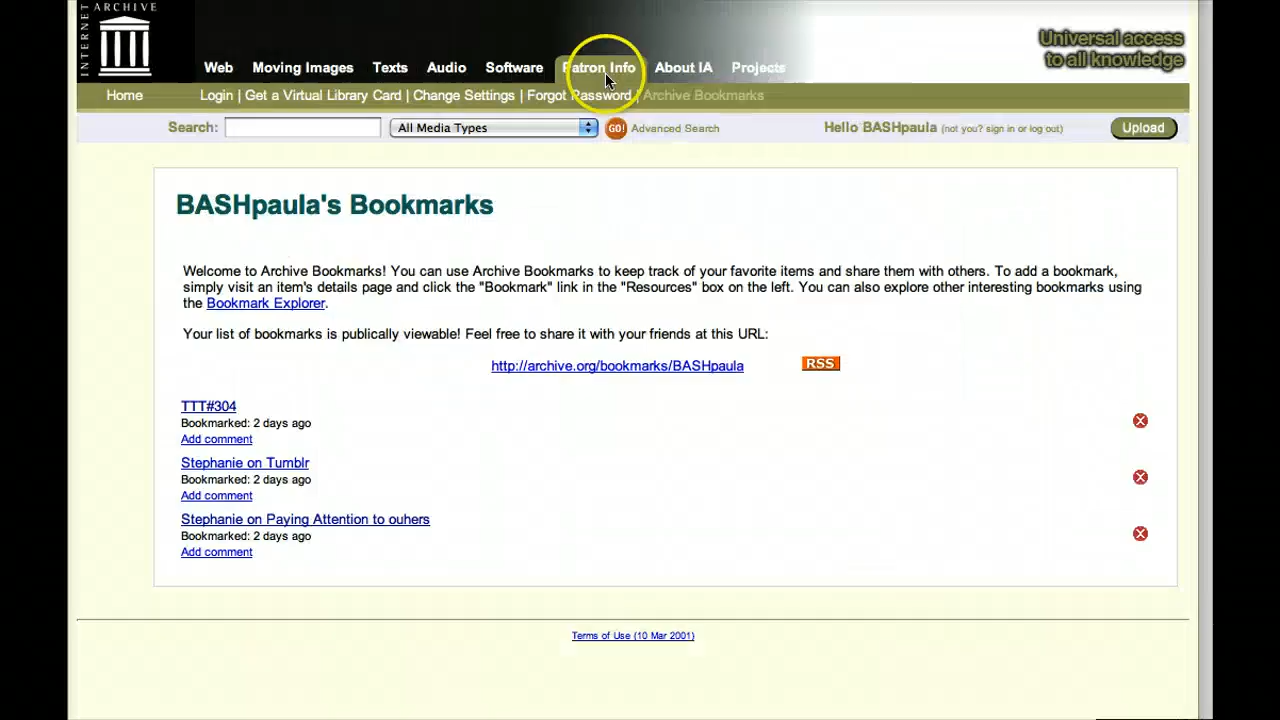 INTERNET ARCHIVE
Universal access
to all knowledge
Web Moving Images Texts Audio Software Patron Info About IA Projects
Home Login | Get a Virtual Library Card | Change Settings | Forgot Password | Archive Bookmarks
Search: All Media Types GO! Advanced Search Hello BASHpaula (not you? sign in or log out) Upload
BASHpaula's Bookmarks
Welcome to Archive Bookmarks! You can use Archive Bookmarks to keep track of your favorite items and share them with others. To add a bookmark,
simply visit an item's details page and click the "Bookmark" link in the "Resources" box on the left. You can also explore other interesting bookmarks using
the Bookmark Explorer.
Your list of bookmarks is publically viewable! Feel free to share it with your friends at this URL:
http://archive.org/bookmarks/BASHpaula RSS
TTT#304
Bookmarked: 2 days ago
Add comment
Stephanie on Tumblr
Bookmarked: 2 days ago
Add comment
Stephanie on Paying Attention to ouhers
Bookmarked: 2 days ago
Add comment
Terms of Use (10 Mar 2001)